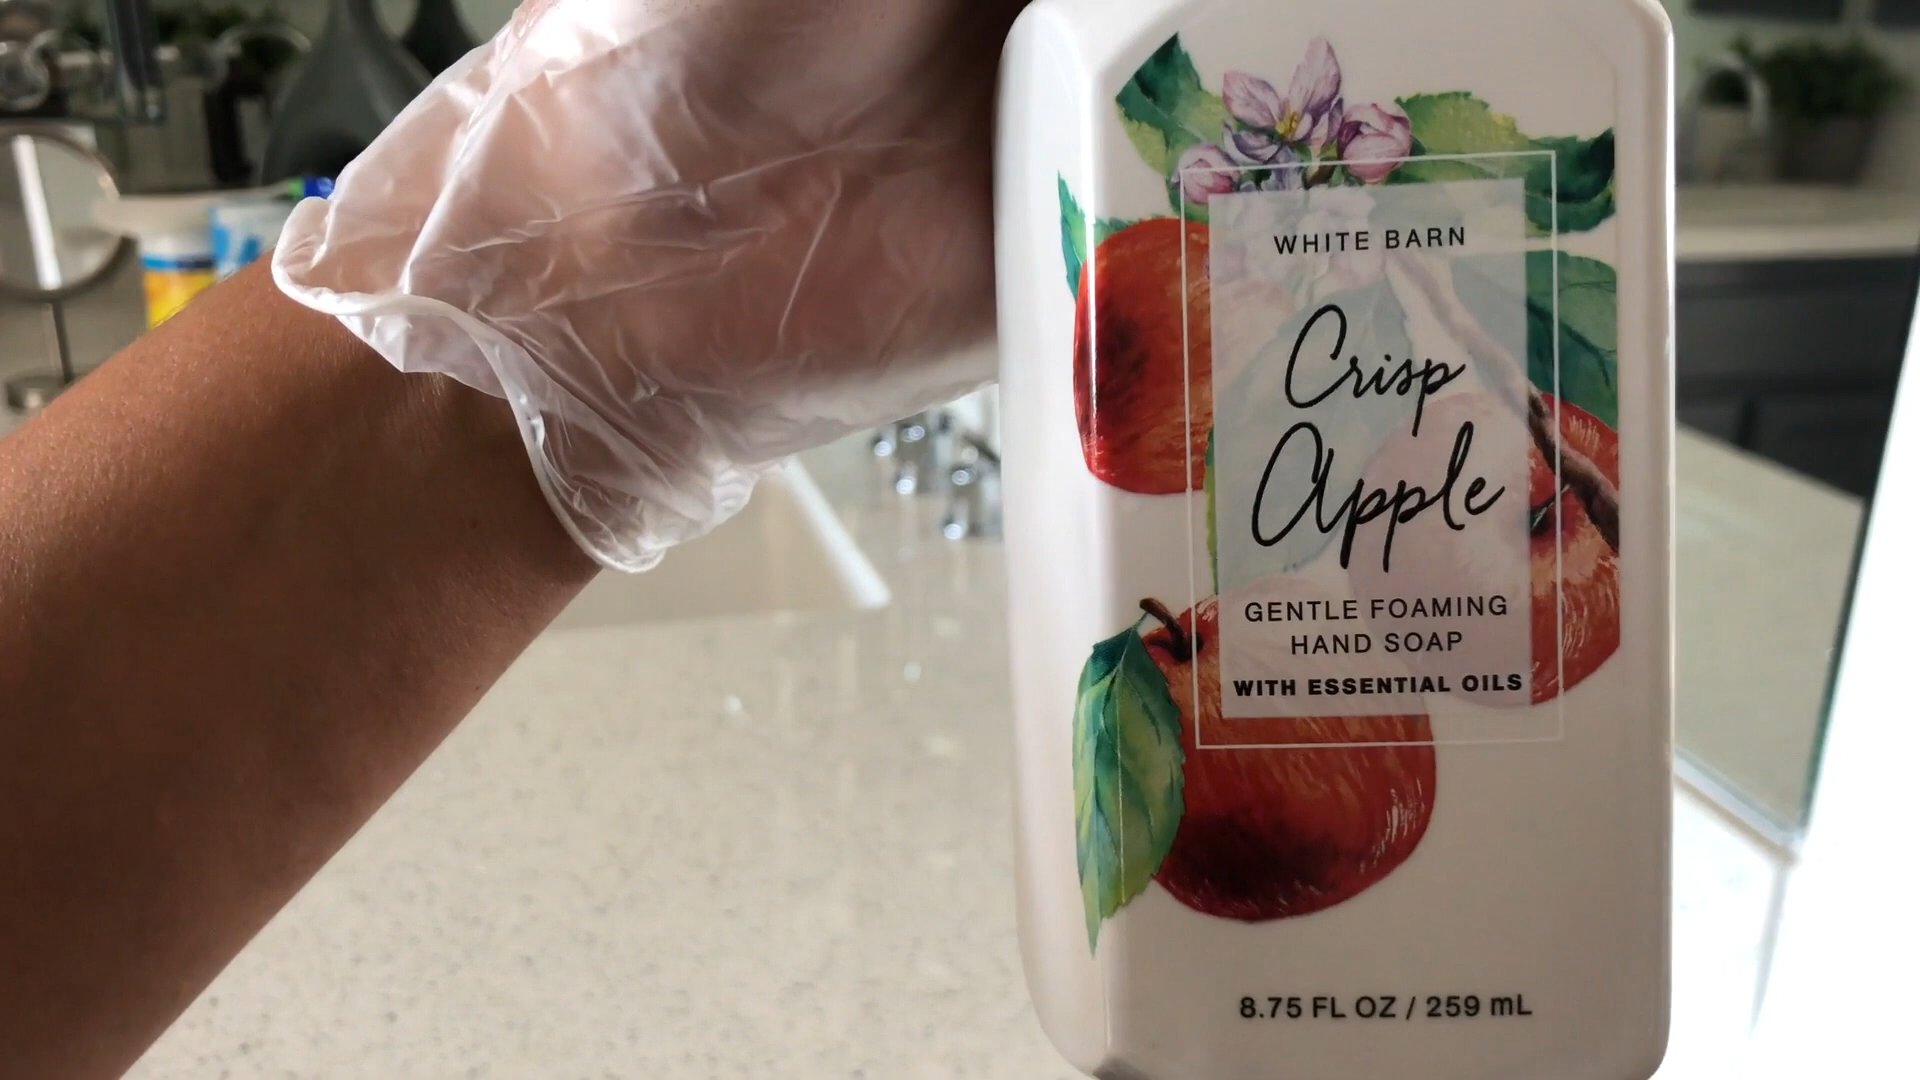 WHITE BARN
Crisp
Apple
GENTLE FOAMING
HAND SOAP
WITH ESSENTIAL OILS
8.75 FL OZ / 259 mL